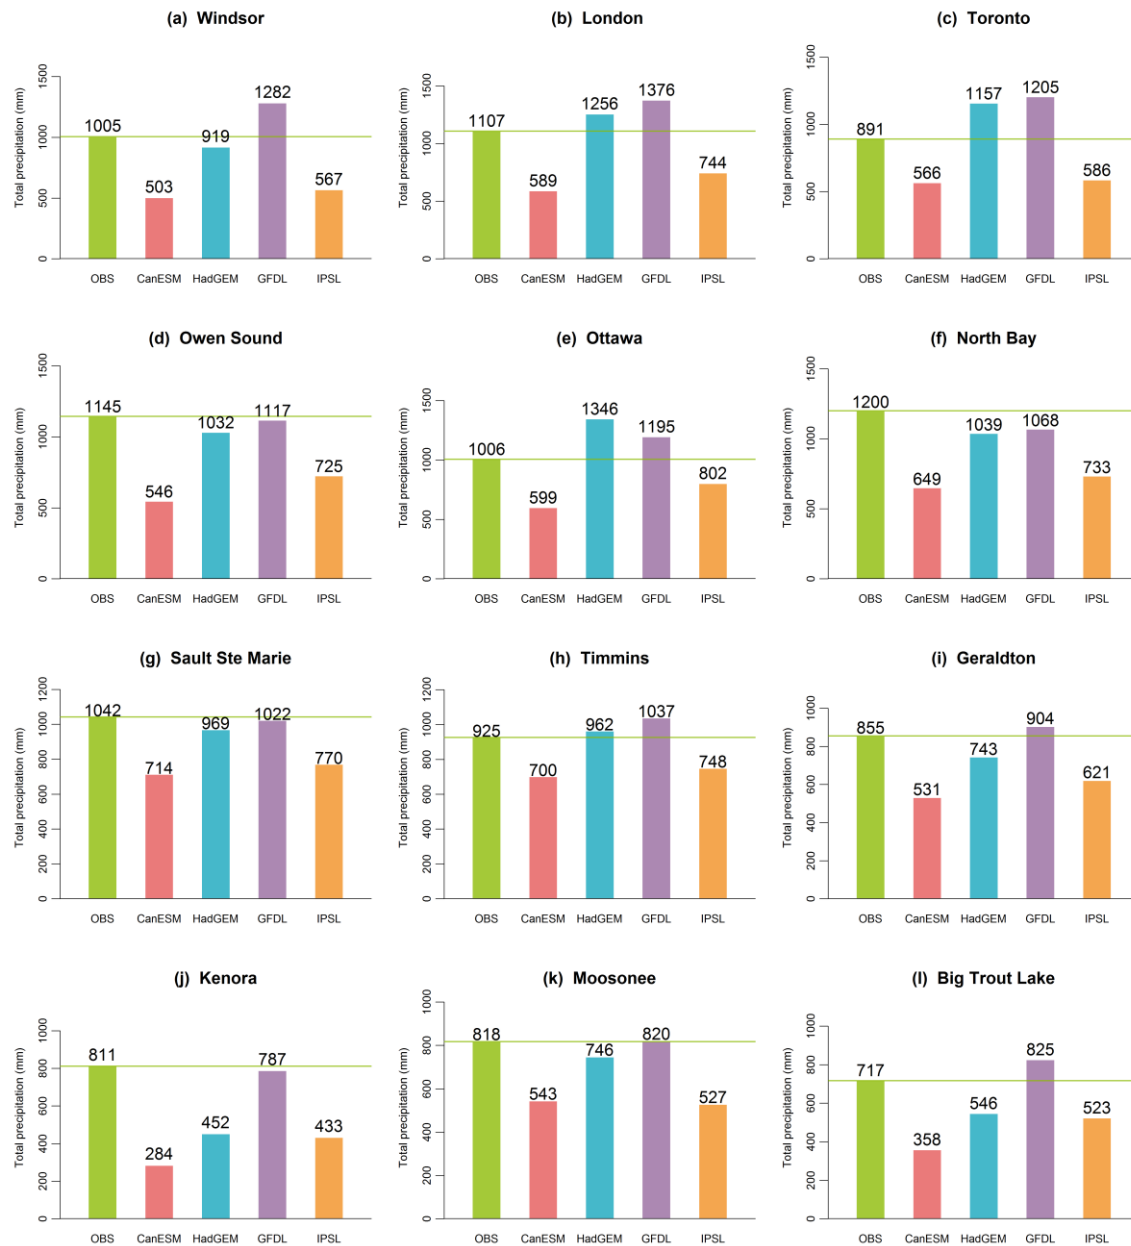 (a) Windsor
Total precipitation (mm)
0 500 1000 1500
1005 503 919 1282 567
OBS CanESM HadGEM GFDL IPSL
(b) London
Total precipitation (mm)
0 500 1000 1500
1107 589 1256 1376 744
OBS CanESM HadGEM GFDL IPSL
(c) Toronto
Total precipitation (mm)
0 500 1000 1500
891 566 1157 1205 586
OBS CanESM HadGEM GFDL IPSL
(d) Owen Sound
Total precipitation (mm)
0 500 1000 1500
1145 546 1032 1117 725
OBS CanESM HadGEM GFDL IPSL
(e) Ottawa
Total precipitation (mm)
0 500 1000 1500
1006 599 1346 1195 802
OBS CanESM HadGEM GFDL IPSL
(f) North Bay
Total precipitation (mm)
0 500 1000 1500
1200 649 1039 1068 733
OBS CanESM HadGEM GFDL IPSL
(g) Sault Ste Marie
Total precipitation (mm)
0 200 400 600 800 1000 1200
1042 714 969 1022 770
OBS CanESM HadGEM GFDL IPSL
(h) Timmins
Total precipitation (mm)
0 200 400 600 800 1000 1200
925 700 962 1037 748
OBS CanESM HadGEM GFDL IPSL
(i) Geraldton
Total precipitation (mm)
0 200 400 600 800 1000
855 531 743 904 621
OBS CanESM HadGEM GFDL IPSL
(j) Kenora
Total precipitation (mm)
0 200 400 600 800 1000
811 284 452 787 433
OBS CanESM HadGEM GFDL IPSL
(k) Moosonee
Total precipitation (mm)
0 200 400 600 800 1000
818 543 746 820 527
OBS CanESM HadGEM GFDL IPSL
(l) Big Trout Lake
Total precipitation (mm)
0 200 400 600 800 1000
717 358 546 825 523
OBS CanESM HadGEM GFDL IPSL